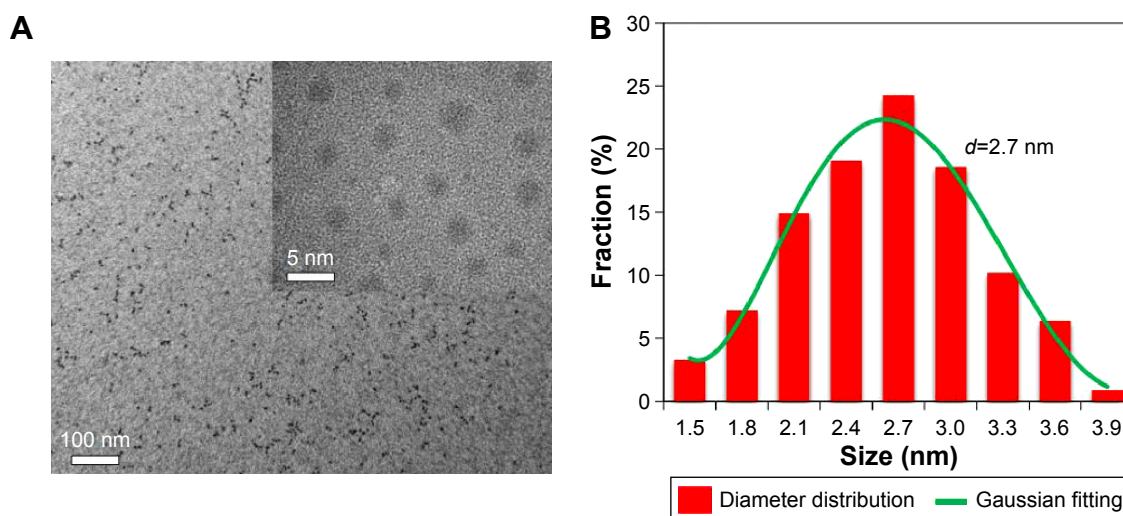 A
5 nm
100 nm
B
Fraction (%)
30
25
20
15
10
5
0
d=2.7 nm
1.5 1.8 2.1 2.4 2.7 3.0 3.3 3.6 3.9
Size (nm)
Diameter distribution Gaussian fitting